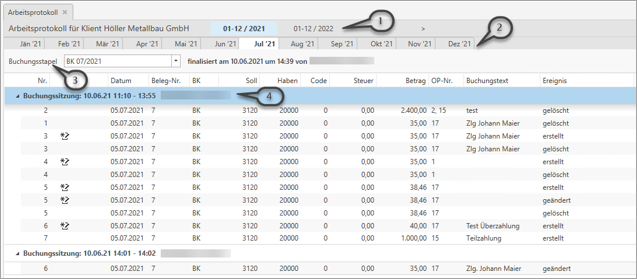 Arbeitsprotokoll ×
Arbeitsprotokoll für Klient Höller Metallbau GmbH 01-12 / 2021 01-12 / 2022 > 1
Jän '21 Feb '21 Mär '21 Apr '21 Mai '21 Jun '21 Jul '21 Aug '21 Sep '21 Okt '21 Nov '21 Dez '21 2
Buchungsstapel BK 07/2021 finalisiert am 10.06.21 um 14:39 von
3
Nr. Datum Beleg-Nr. BK Soll Haben Code Steuer Betrag OP-Nr. Buchungstext Ereignis
Buchungssitzung: 10.06.21 11:10 - 13:55 4
2 05.07.2021 7 BK 3120 20000 0 0,00 2.400,00 2, 15 test gelöscht
1 05.07.2021 7 BK 3120 20000 0 0,00 35,00 17 Zlg Johann Maier gelöscht
3 05.07.2021 7 BK 3120 20000 0 0,00 35,00 17 Zlg Johann Maier erstellt
3 05.07.2021 7 BK 3120 20000 0 0,00 35,00 17 Zlg Johann Maier gelöscht
4 05.07.2021 7 BK 3120 20000 0 0,00 35,00 1 erstellt
4 05.07.2021 7 BK 3120 20000 0 0,00 35,00 1 gelöscht
5 05.07.2021 7 BK 3120 20000 0 0,00 38,46 17 erstellt
5 05.07.2021 7 BK 3120 20000 0 0,00 38,46 17 geändert
5 05.07.2021 7 BK 3120 20000 0 0,00 38,46 17 gelöscht
6 05.07.2021 7 BK 3120 20000 0 0,00 40,00 17 Test Überzahlung erstellt
7 05.07.2021 7 BK 3120 20000 0 0,00 1.000,00 15 Teilzahlung erstellt
Buchungssitzung: 10.06.21 14:01 - 14:02
6 05.07.2021 7 BK 3120 20000 0 0,00 35,00 17 Zlg. Johann Maier geändert